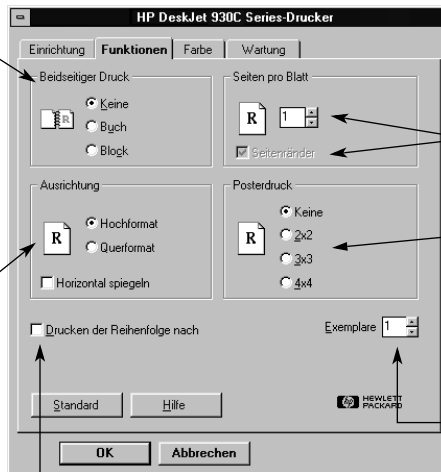 HP DeskJet 930C Series-Drucker
Einrichtung Funktionen Farbe Wartung
Beidseitiger Druck
R
Keine
Buch
Block
Seiten pro Blatt
R
1
Seitenränder
Ausrichtung
R
Hochformat
Querformat
Horizontal spiegeln
Posterdruck
R
Keine
2x2
3x3
4x4
Drucken der Reihenfolge nach
Exemplare 1
Standard Hilfe
hp HEWLETT
PACKARD
OK Abbrechen